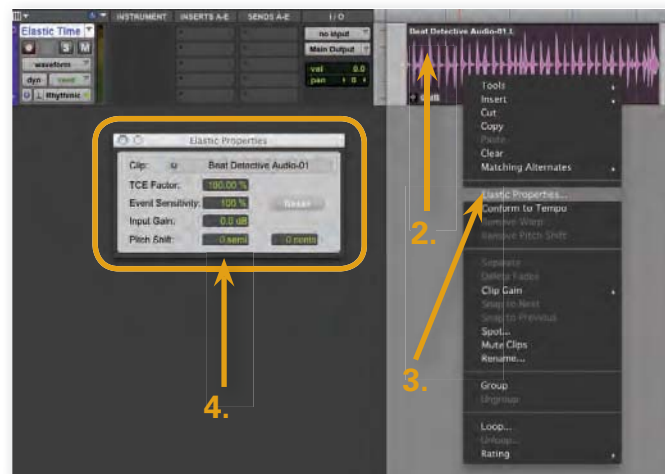 INSTRUMENT INSERTS A-E SENDS A-E I / O
Elastic Time
no input
Main Output
S M
waveform
vol 0.0
pan 0
dyn read
Rhythmic
Beat Detective Audio-01.L
0 dB
Tools
Insert
Cut
Copy
Paste
Clear
Matching Alternates
Elastic Properties...
Conform to Tempo
Remove Warp
Remove Pitch Shift
Separate
Delete Fades
Clip Gain
Snap to Next
Snap to Previous
Spot...
Mute Clips
Rename...
Group
Ungroup
Loop...
Unloop...
Rating
2.
3.
Elastic Properties
Clip: Beat Detective Audio-01
TCE Factor: 100.00 %
Event Sensitivity: 100 % Reset
Input Gain: 0.0 dB
Pitch Shift: 0 semi 0 cents
4.